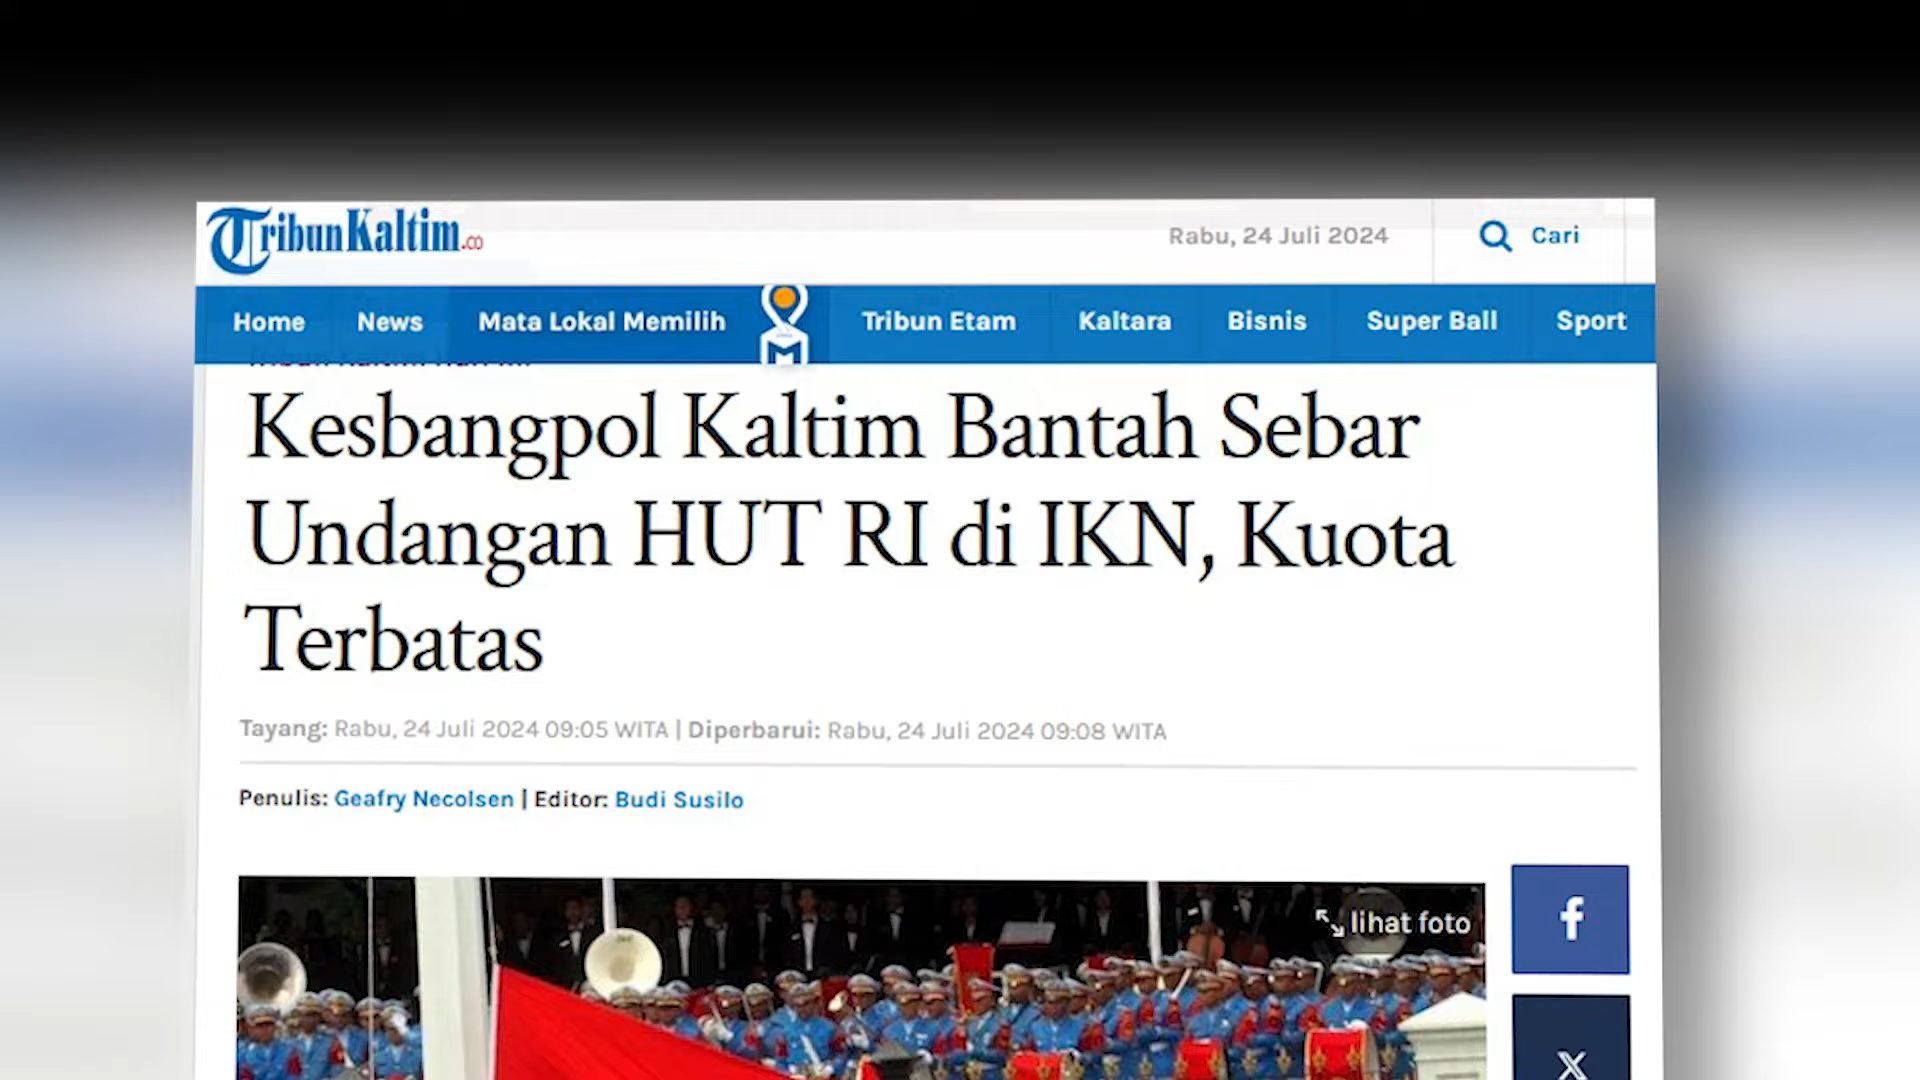 TribunKaltim.co
Rabu, 24 Juli 2024
Cari
Home News Mata Lokal Memilih Tribun Etam Kaltara Bisnis Super Ball Sport
Kesbangpol Kaltim Bantah Sebar
Undangan HUT RI di IKN, Kuota
Terbatas
Tayang: Rabu, 24 Juli 2024 09:05 WITA | Diperbarui: Rabu, 24 Juli 2024 09:08 WITA
Penulis: Geafry Necolsen | Editor: Budi Susilo
lihat foto